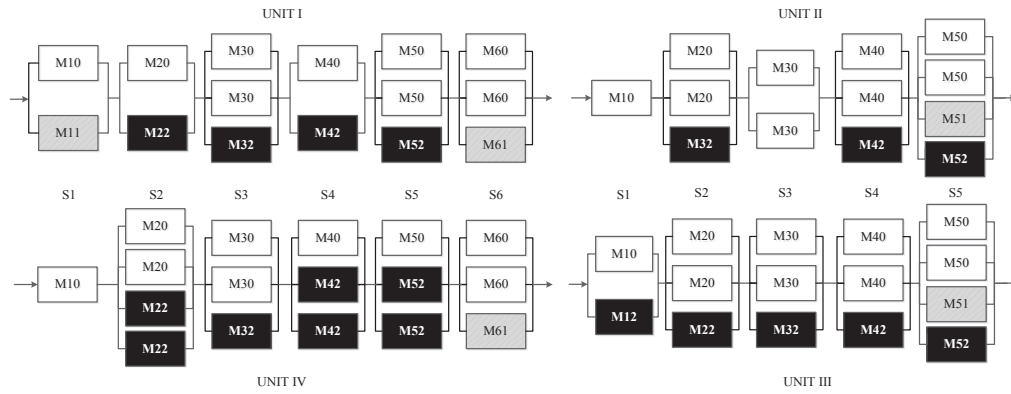 UNIT I
UNIT II
M10 M20 M30 M40 M50 M60
M30 M50 M60
M11 M22 M32 M42 M52 M61
M10 M20 M30 M40 M50
M20 M30 M40 M50
M32 M42 M51
M52
S1 S2 S3 S4 S5 S6
S1 S2 S3 S4 S5
M20 M30 M40 M50 M60
M10 M20 M30 M42 M52 M60
M22 M32 M42 M52 M61
M22
M10 M20 M30 M40 M50
M20 M30 M40 M50
M12 M22 M32 M42 M51
M52
UNIT IV
UNIT III